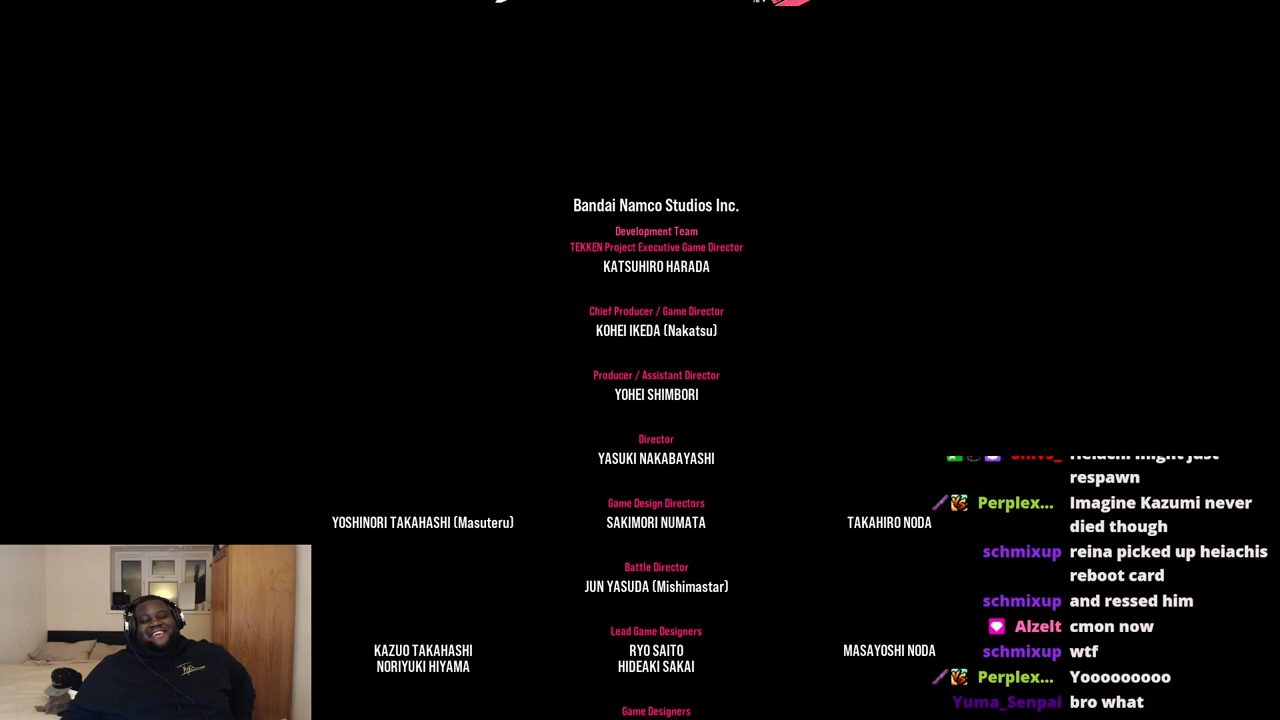 Bandai Namco Studios Inc.
Development Team
TEKKEN Project Executive Game Director
KATSUHIRO HARADA
Chief Producer / Game Director
KOHEI IKEDA (Nakatsu)
Producer / Assistant Director
YOHEI SHIMBORI
Director
YASUKI NAKABAYASHI
Game Design Directors
YOSHINORI TAKAHASHI (Masuteru) SAKIMORI NUMATA TAKAHIRO NODA
Battle Director
JUN YASUDA (Mishimastar)
Lead Game Designers
KAZUO TAKAHASHI RYO SAITO MASAYOSHI NODA
NORIYUKI HIYAMA HIDEAKI SAKAI
Game Designers
might just
respawn
Perplex... Imagine Kazumi never
died though
schmixup reina picked up heiachis
reboot card
schmixup and ressed him
Alzelt cmon now
schmixup wtf
Perplex... Yooooooooo
Yuma_Senpai bro what